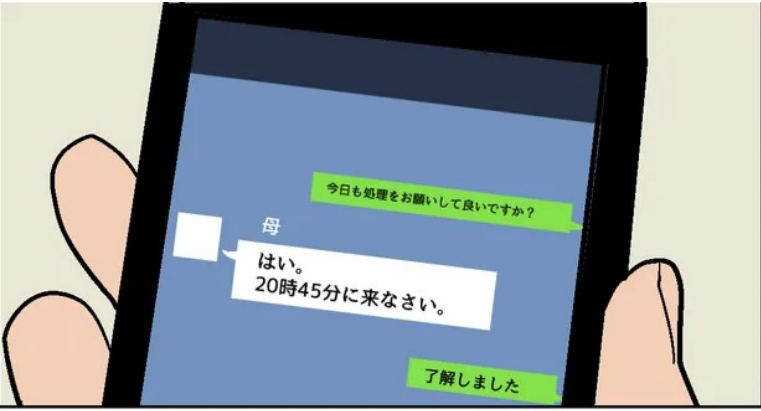 今日も処理をお願いして良いですか？
母
はい。
20時45分に来なさい。
了解しました